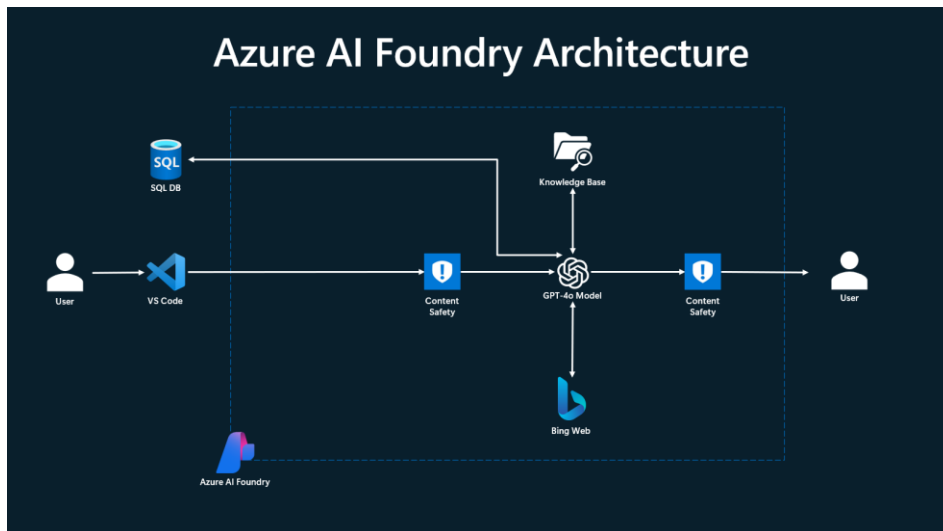 Azure AI Foundry Architecture
SQL
SQL DB
Knowledge Base
User
VS Code
Content
Safety
GPT-4o Model
Content
Safety
User
Bing Web
Azure AI Foundry